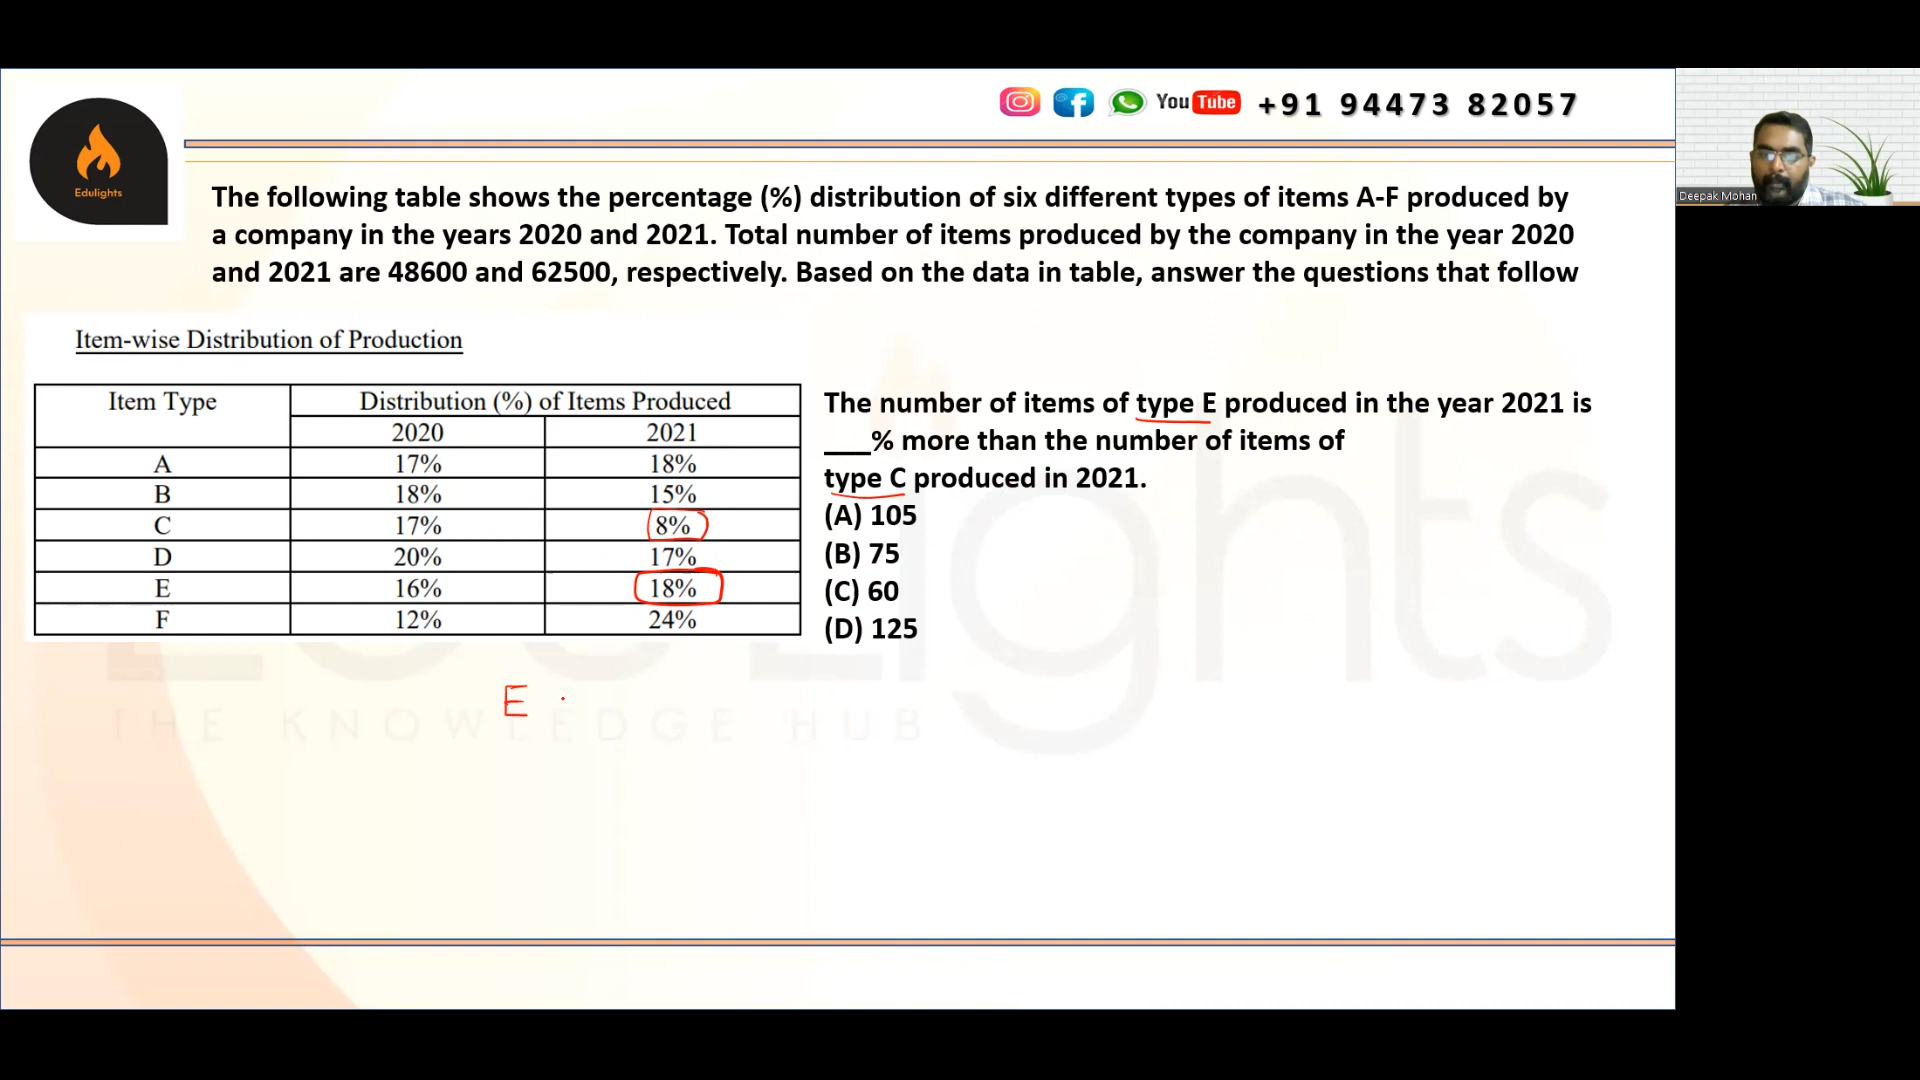 You Tube +91 94473 82057
Edulights
Deepak Mohan
The following table shows the percentage (%) distribution of six different types of items A-F produced by
a company in the years 2020 and 2021. Total number of items produced by the company in the year 2020
and 2021 are 48600 and 62500, respectively. Based on the data in table, answer the questions that follow
Item-wise Distribution of Production
Item Type Distribution (%) of Items Produced
2020 2021
A 17% 18%
B 18% 15%
C 17% 8%
D 20% 17%
E 16% 18%
F 12% 24%
The number of items of type E produced in the year 2021 is
___% more than the number of items of
type C produced in 2021.
(A) 105
(B) 75
(C) 60
(D) 125
E
THE KNOWLEDGE HUB